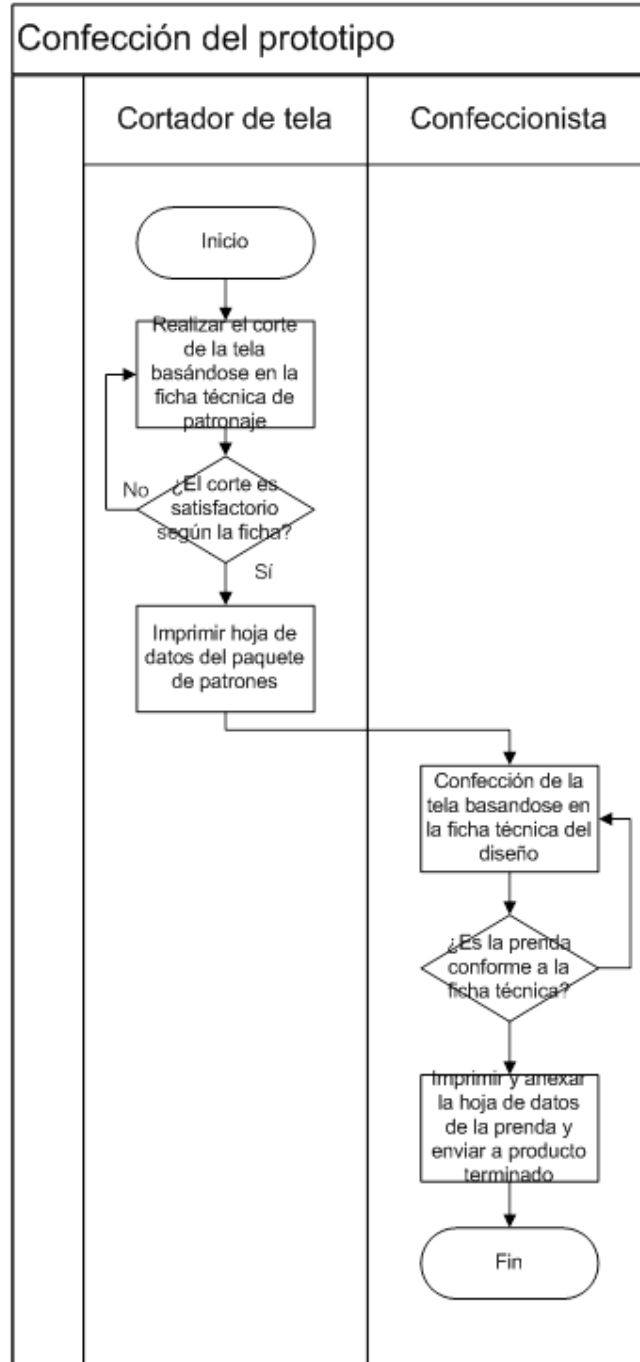 Confección del prototipo
Cortador de tela
Confeccionista
Inicio
Realizar el corte
de la tela
basándose en la
ficha técnica de
patronaje
No
¿El corte es
satisfactorio
según la ficha?
Sí
Imprimir hoja de
datos del paquete
de patrones
Confección de la
tela basandose en
la ficha técnica del
diseño
¿Es la prenda
conforme a la
ficha técnica?
Imprimir y anexar
la hoja de datos
de la prenda y
enviar a producto
terminado
Fin